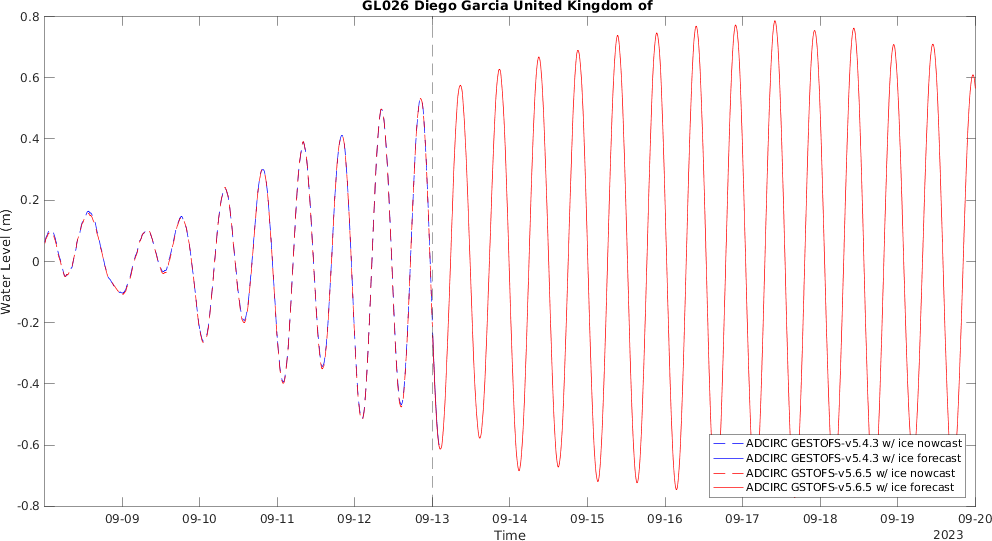 GL026 Diego Garcia United Kingdom of
0.8
0.6
0.4
0.2
0
-0.2
-0.4
-0.6
-0.8
Water Level (m)
ADCIRC GESTOFS-v5.4.3 w/ ice nowcast
ADCIRC GESTOFS-v5.4.3 w/ ice forecast
ADCIRC GSTOFS-v5.6.5 w/ ice nowcast
ADCIRC GSTOFS-v5.6.5 w/ ice forecast
09-09 09-10 09-11 09-12 09-13 09-14 09-15 09-16 09-17 09-18 09-19 09-20
Time
2023